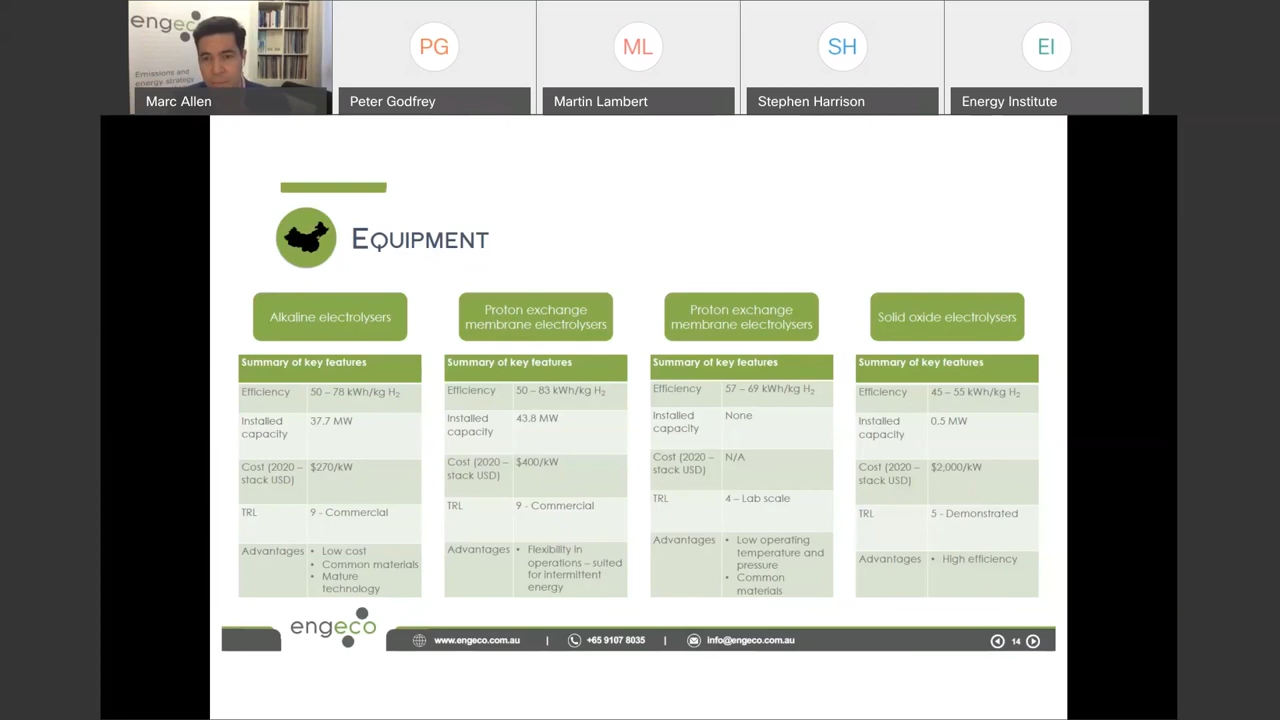 engeco
Emissions and
energy strategy
PG
ML
SH
EI
Marc Allen
Peter Godfrey
Martin Lambert
Stephen Harrison
Energy Institute
EQUIPMENT
Alkaline electrolysers
Summary of key features
Efficiency 50 – 78 kWh/kg H₂
Installed capacity 37.7 MW
Cost (2020 – stack USD) $270/kW
TRL 9 - Commercial
Advantages • Low cost
• Common materials
• Mature
technology
Proton exchange
membrane electrolysers
Summary of key features
Efficiency 50 – 83 kWh/kg H₂
Installed capacity 43.8 MW
Cost (2020 – stack USD) $400/kW
TRL 9 - Commercial
Advantages • Flexibility in
operations – suited
for intermittent
energy
Proton exchange
membrane electrolysers
Summary of key features
Efficiency 57 – 69 kWh/kg H₂
Installed capacity None
Cost (2020 – stack USD) N/A
TRL 4 – Lab scale
Advantages • Low operating
temperature and
pressure
• Common
materials
Solid oxide electrolysers
Summary of key features
Efficiency 45 – 55 kWh/kg H₂
Installed capacity 0.5 MW
Cost (2020 – stack USD) $2,000/kW
TRL 5 - Demonstrated
Advantages • High efficiency
engeco
www.engeco.com.au | +65 9107 8035 | info@engeco.com.au
14